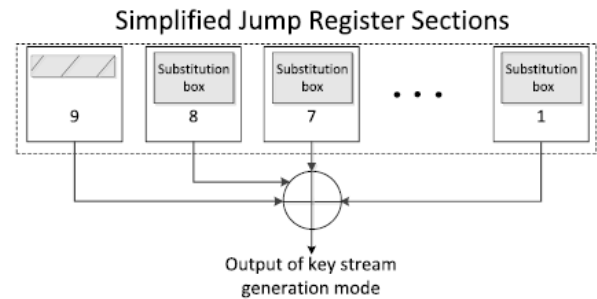 Simplified Jump Register Sections
Substitution
box
Substitution
box
Substitution
box
9
8
7
• • •
1
Output of key stream
generation mode